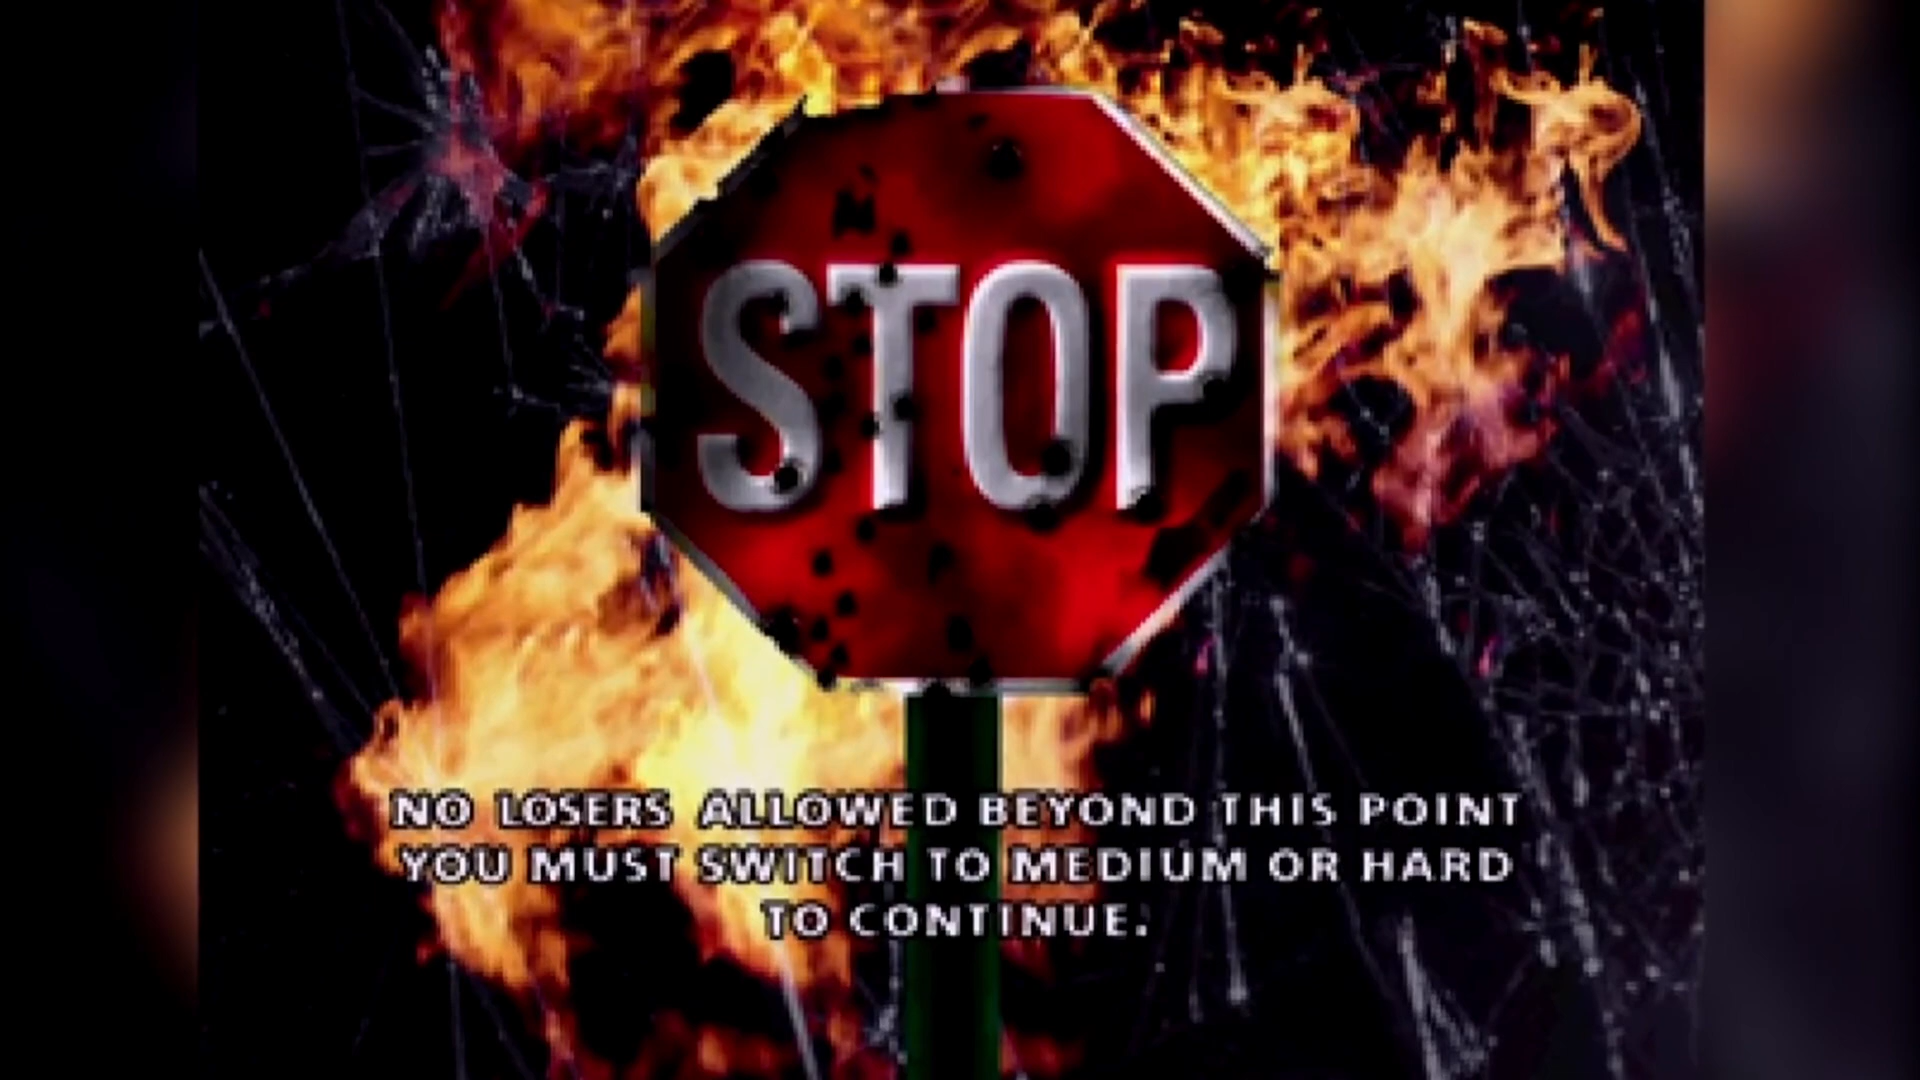 STOP
NO LOSERS ALLOWED BEYOND THIS POINT
YOU MUST SWITCH TO MEDIUM OR HARD
TO CONTINUE.